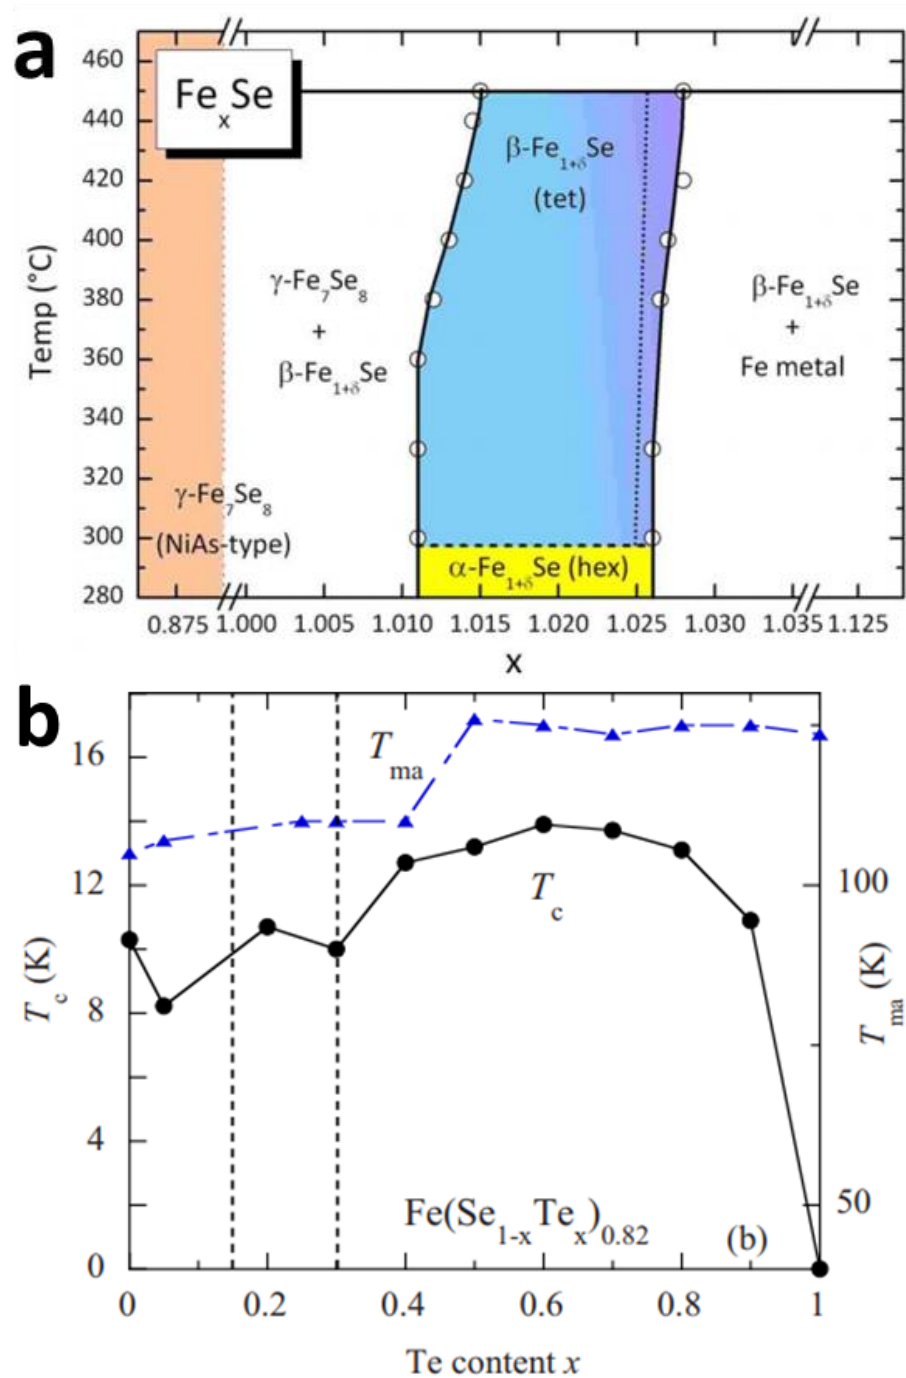 a
Fe
x
Se
Temp (°C)
460
440
420
400
380
360
340
320
300
280
β-Fe1+δSe
(tet)
γ-Fe7Se8
+
β-Fe1+δSe
β-Fe1+δSe
+
Fe metal
γ-Fe7Se8
(NiAs-type)
α-Fe1+δSe (hex)
0.875 1.000 1.005 1.010 1.015 1.020 1.025 1.030 1.035 1.125
x
b
Tma
Tc
Tc (K)
16
12
8
4
0
100
50
Tma (K)
Fe(Se1-xTex)0.82
(b)
0 0.2 0.4 0.6 0.8 1
Te content x